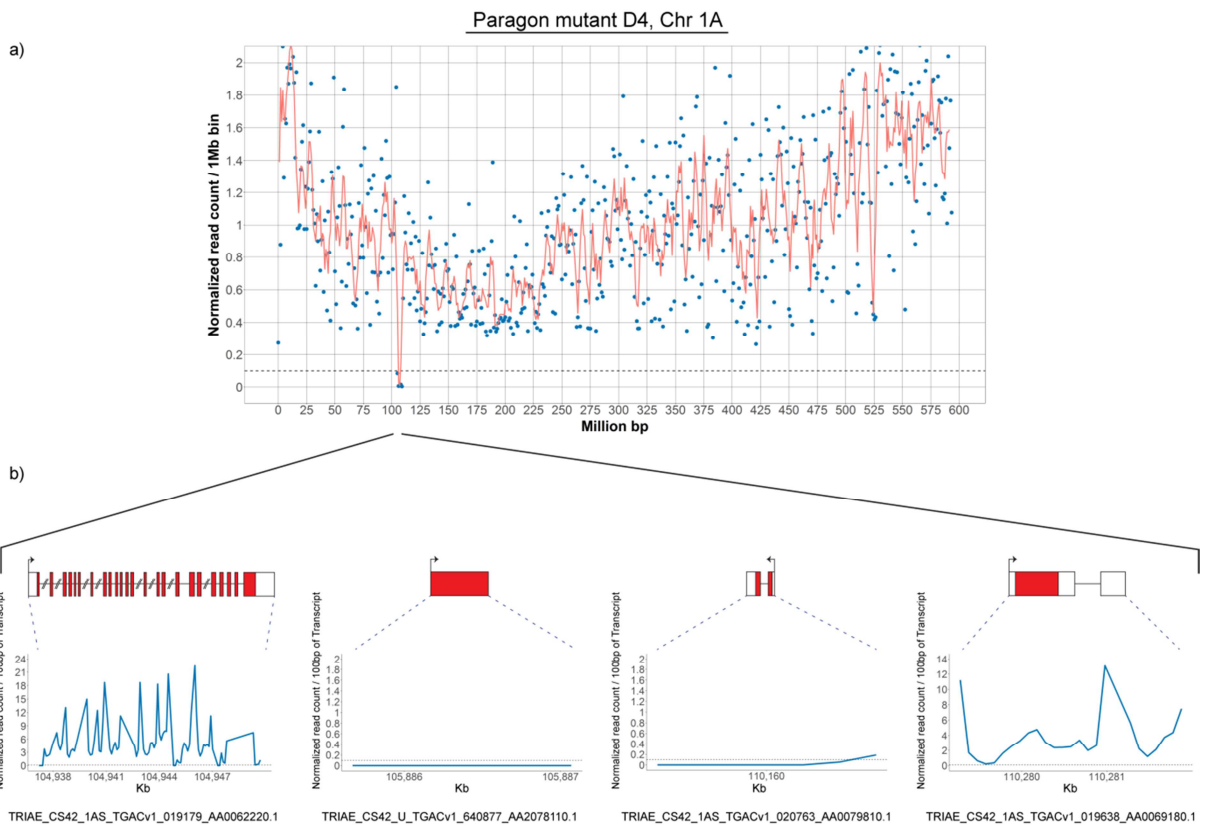 Paragon mutant D4, Chr 1A
a)
Normalized read count / 1Mb bin
2
1.8
1.6
1.4
1.2
1
0.8
0.6
0.4
0.2
0
0 25 50 75 100 125 150 175 200 225 250 275 300 325 350 375 400 425 450 475 500 525 550 575 600
Million bp
b)
Normalized read count / 100bp of Transcript
24
21
18
15
12
9
6
3
0
104,938 104,941 104,944 104,947
Kb
TRIAE_CS42_1AS_TGACv1_019179_AA0062220.1
Normalized read count / 100bp of Transcript
2
1.8
1.6
1.4
1.2
1
0.8
0.6
0.4
0.2
0
105,886 105,887
Kb
TRIAE_CS42_U_TGACv1_640877_AA2078110.1
Normalized read count / 100bp of Transcript
2
1.8
1.6
1.4
1.2
1
0.8
0.6
0.4
0.2
0
110,160
Kb
TRIAE_CS42_1AS_TGACv1_020763_AA0079810.1
Normalized read count / 100bp of Transcript
14
12
10
8
6
4
2
0
110,280 110,281
Kb
TRIAE_CS42_1AS_TGACv1_019638_AA0069180.1